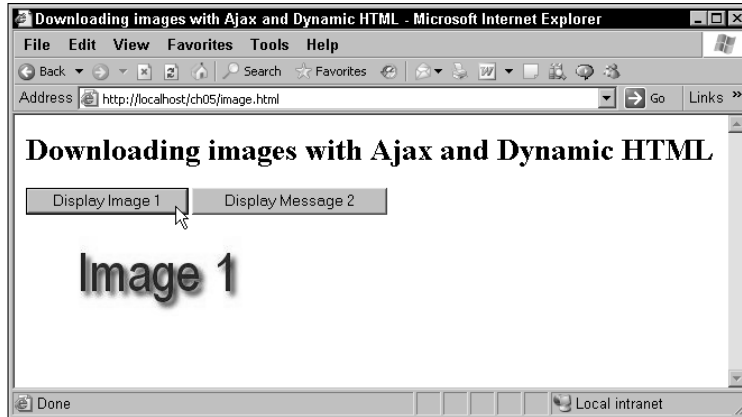 Downloading images with Ajax and Dynamic HTML - Microsoft Internet Explorer
File Edit View Favorites Tools Help
Back Search Favorites
Address http://localhost/ch05/image.html Go Links »
Downloading images with Ajax and Dynamic HTML
Display Image 1 Display Message 2
Image 1
Done Local intranet